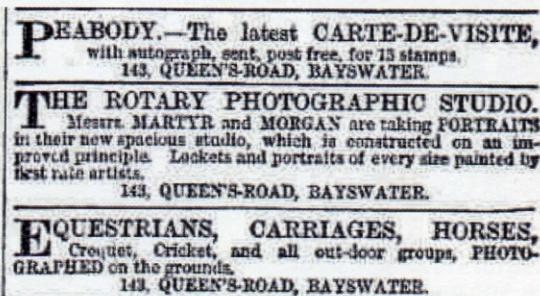 PEABODY.—The latest CARTE-DE-VISITE,
with autograph, sent, post free, for 13 stamps.
143, QUEEN'S-ROAD, BAYSWATER.
THE ROTARY PHOTOGRAPHIC STUDIO.
Messrs. MARTYR and MORGAN are taking PORTRAITS
in their new spacious studio, which is constructed on an im-
proved principle. Lockets and portraits of every size painted by
first rate artists.
143, QUEEN'S-ROAD, BAYSWATER.
EQUESTRIANS, CARRIAGES, HORSES,
Croquet, Cricket, and all out-door groups, PHOTO-
GRAPHED on the grounds.
143, QUEEN'S-ROAD, BAYSWATER.